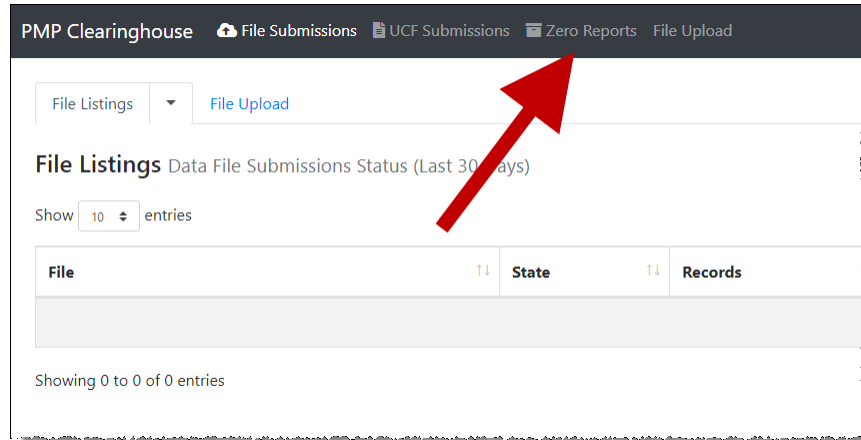 PMP Clearinghouse File Submissions UCF Submissions Zero Reports File Upload
File Listings File Upload
File Listings Data File Submissions Status (Last 30 Days)
Show 10 entries
File State Records
Showing 0 to 0 of 0 entries